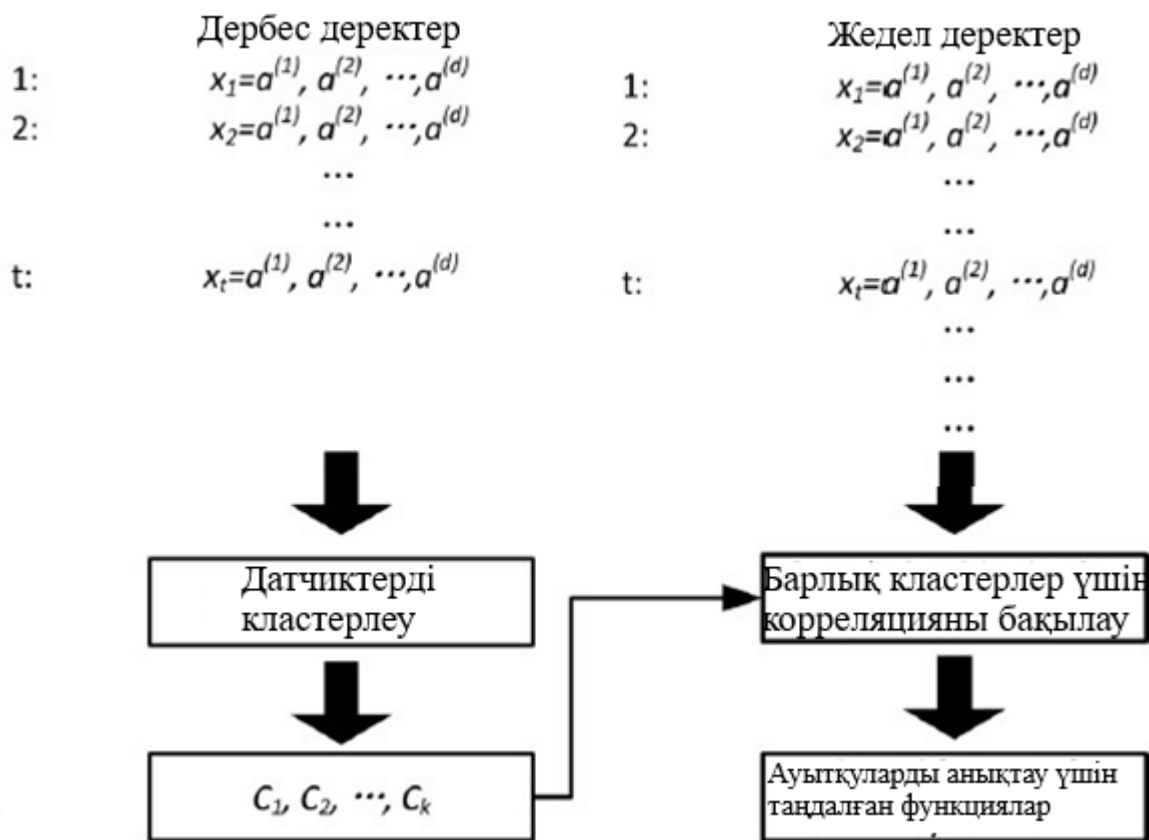 Дербес деректер
1: x₁=a⁽¹⁾, a⁽²⁾, ···,a⁽ᵈ⁾
2: x₂=a⁽¹⁾, a⁽²⁾, ···,a⁽ᵈ⁾
...
...
t: xₜ=a⁽¹⁾, a⁽²⁾, ···,a⁽ᵈ⁾
Датчиктерді
кластерлеу
C₁, C₂, ···, Cₖ
Жедел деректер
1: x₁=a⁽¹⁾, a⁽²⁾, ···,a⁽ᵈ⁾
2: x₂=a⁽¹⁾, a⁽²⁾, ···,a⁽ᵈ⁾
...
...
t: xₜ=a⁽¹⁾, a⁽²⁾, ···,a⁽ᵈ⁾
...
...
...
Барлық кластерлер үшін
корреляцияны бақылау
Ауытқуларды анықтау үшін
таңдалған функциялар